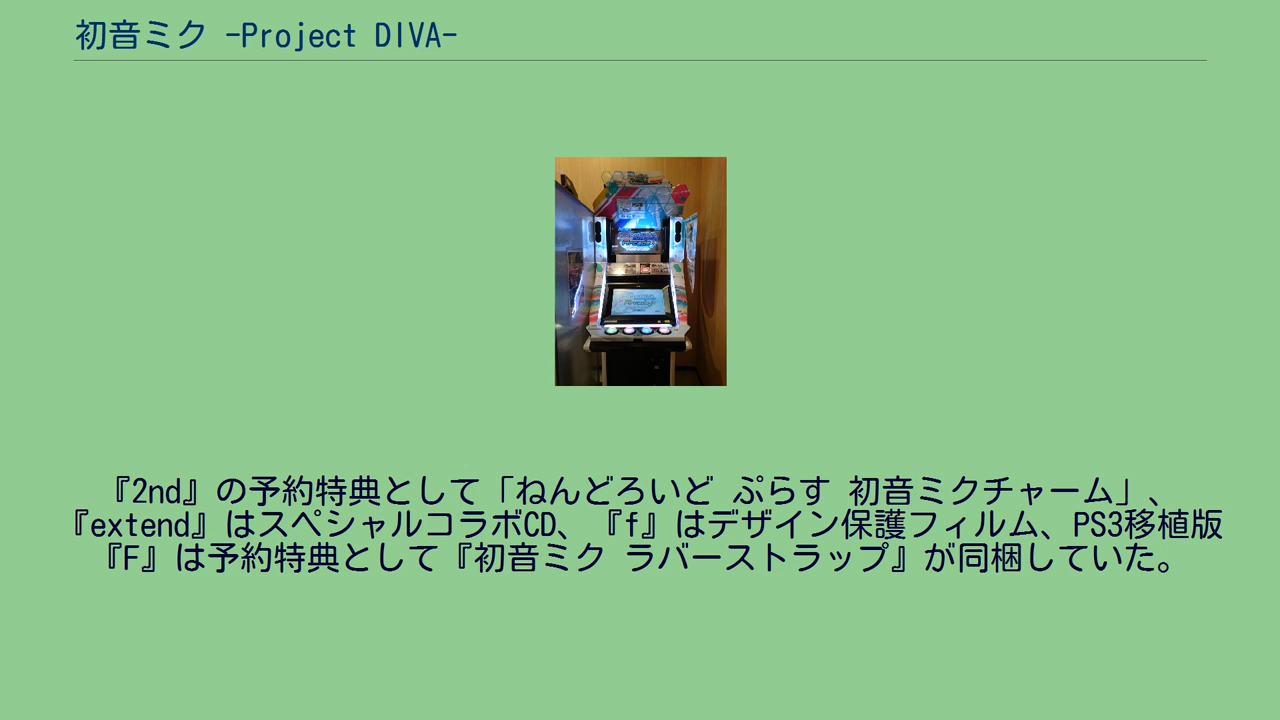 初音ミク -Project DIVA-
『2nd』の予約特典として「ねんどろいど ぷらす 初音ミクチャーム」、
『extend』はスペシャルコラボCD、『f』はデザイン保護フィルム、PS3移植版
『F』は予約特典として『初音ミク ラバーストラップ』が同梱していた。